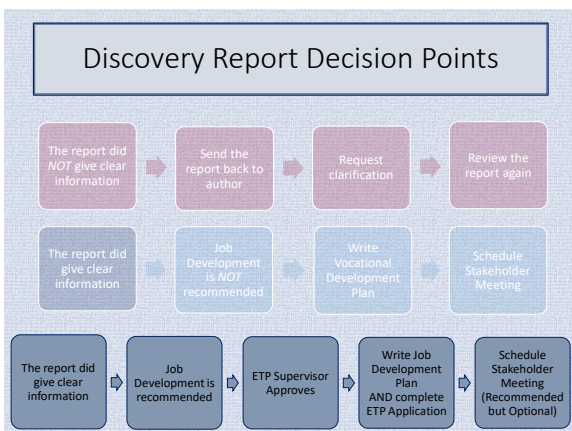 Discovery Report Decision Points
The report did
NOT give clear
information
Send the
report back to
author
Request
clarification
Review the
report again
The report did
give clear
information
Job
Development
is NOT
recommended
Write
Vocational
Development
Plan
Schedule
Stakeholder
Meeting
The report did
give clear
information
Job
Development is
recommended
ETP Supervisor
Approves
Write Job
Development
Plan
AND complete
ETP Application
Schedule
Stakeholder
Meeting
(Recommended
but Optional)